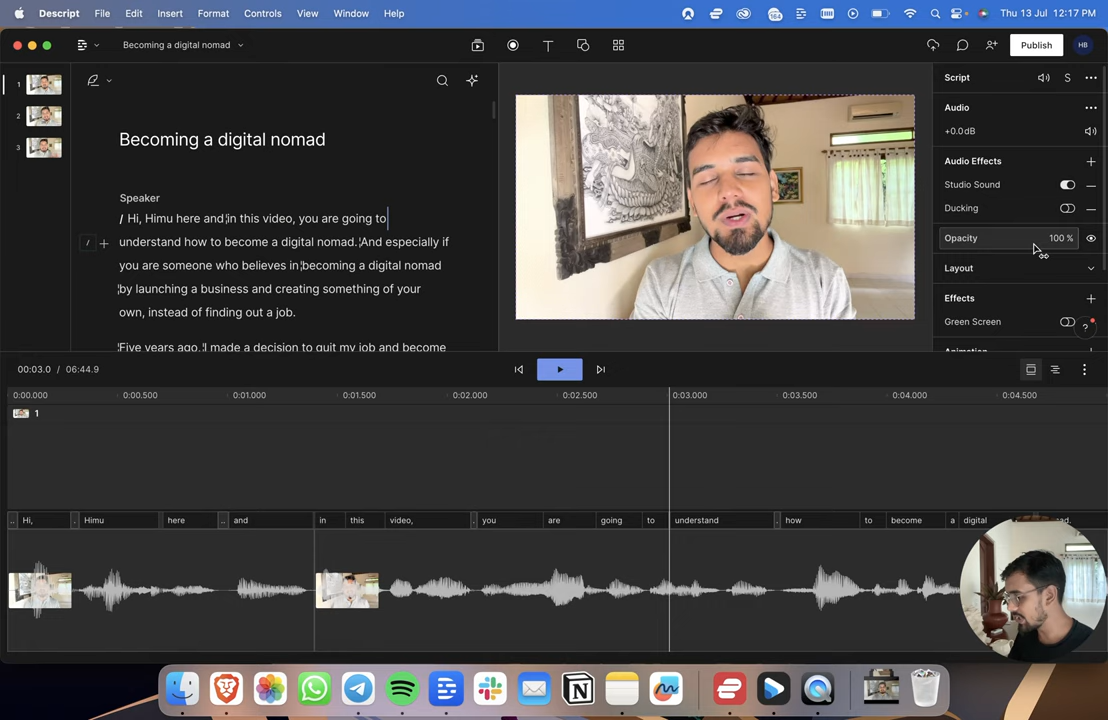 Descript File Edit Insert Format Controls View Window Help
164
Thu 13 Jul 12:17 PM
Becoming a digital nomad
Publish
HB
1
2
3
Becoming a digital nomad
Speaker
/ Hi, Himu here and in this video, you are going to
understand how to become a digital nomad. And especially if
you are someone who believes in becoming a digital nomad
by launching a business and creating something of your
own, instead of finding out a job.
Five years ago, I made a decision to quit my job and become
Script
S
Audio
+0.0dB
Audio Effects
Studio Sound
Ducking
Opacity 100 %
Layout
Effects
Green Screen
?
00:03.0 / 06:44.9
0:00.000 0:00.500 0:01.000 0:01.500 0:02.000 0:02.500 0:03.000 0:03.500 0:04.000 0:04.500
1
.. Hi, . Himu here .. and in this video, . you are going to understand . how to become a digital